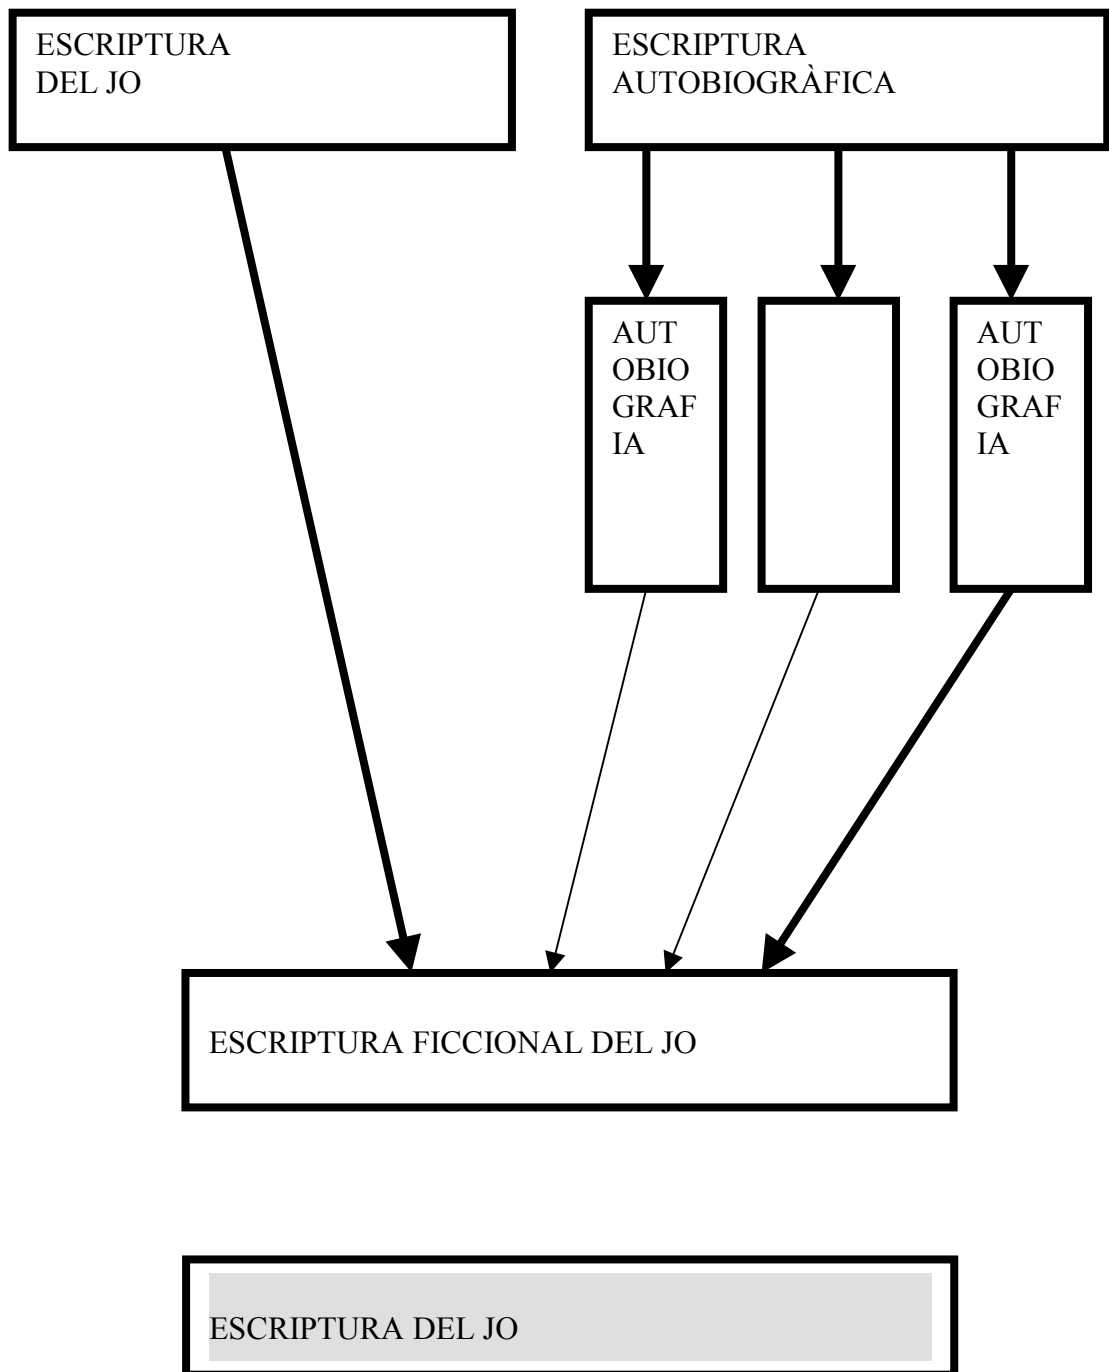 ESCRIPTURA
DEL JO
ESCRIPTURA
AUTOBIOGRÀFICA
AUT
OBIO
GRAF
IA
AUT
OBIO
GRAF
IA
ESCRIPTURA FICCIONAL DEL JO
ESCRIPTURA DEL JO